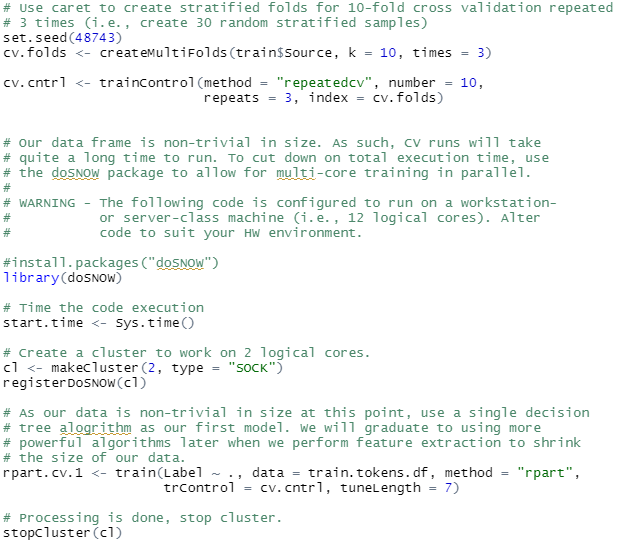 # Use caret to create stratified folds for 10-fold cross validation repeated
# 3 times (i.e., create 30 random stratified samples)
set.seed(48743)
cv.folds <- createMultiFolds(train$Source, k = 10, times = 3)
cv.cntrl <- trainControl(method = "repeatedcv", number = 10,
repeats = 3, index = cv.folds)
# Our data frame is non-trivial in size. As such, CV runs will take
# quite a long time to run. To cut down on total execution time, use
# the doSNOW package to allow for multi-core training in parallel.
#
# WARNING - The following code is configured to run on a workstation-
# or server-class machine (i.e., 12 logical cores). Alter
# code to suit your HW environment.
#install.packages("doSNOW")
library(doSNOW)
# Time the code execution
start.time <- Sys.time()
# Create a cluster to work on 2 logical cores.
cl <- makeCluster(2, type = "SOCK")
registerDoSNOW(cl)
# As our data is non-trivial in size at this point, use a single decision
# tree alogrithm as our first model. We will graduate to using more
# powerful algorithms later when we perform feature extraction to shrink
# the size of our data.
rpart.cv.1 <- train(Label ~ ., data = train.tokens.df, method = "rpart",
trControl = cv.cntrl, tuneLength = 7)
# Processing is done, stop cluster.
stopCluster(cl)